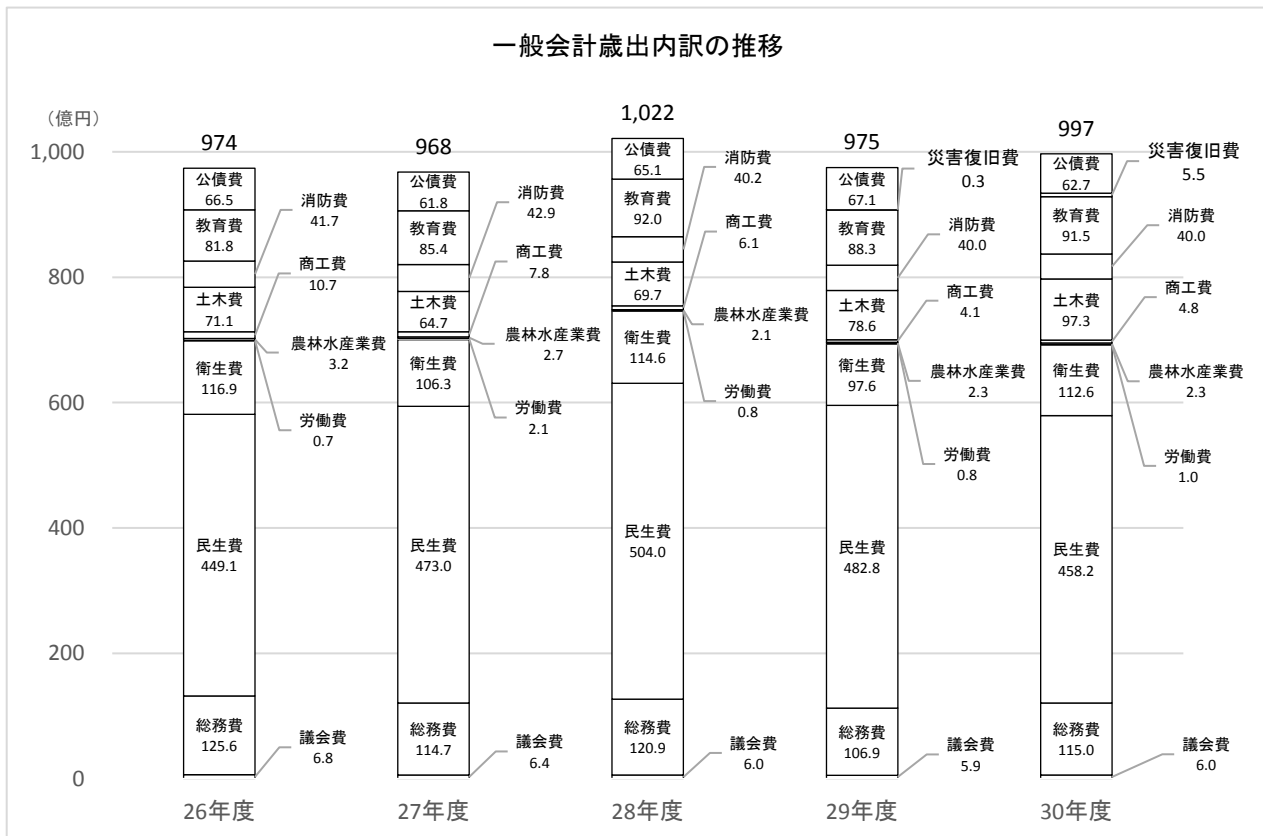 一般会計歳出内訳の推移
（億円）
1,000
800
600
400
200
0
974
公債費
66.5
教育費
81.8
消防費
41.7
商工費
10.7
土木費
71.1
農林水産業費
3.2
衛生費
116.9
労働費
0.7
民生費
449.1
総務費
125.6
議会費
6.8
26年度
968
公債費
61.8
教育費
85.4
消防費
42.9
商工費
7.8
土木費
64.7
農林水産業費
2.7
衛生費
106.3
労働費
2.1
民生費
473.0
総務費
114.7
議会費
6.4
27年度
1,022
公債費
65.1
教育費
92.0
消防費
40.2
商工費
6.1
土木費
69.7
農林水産業費
2.1
衛生費
114.6
労働費
0.8
民生費
504.0
総務費
120.9
議会費
6.0
28年度
975
公債費
67.1
災害復旧費
0.3
教育費
88.3
消防費
40.0
土木費
78.6
商工費
4.1
衛生費
97.6
農林水産業費
2.3
労働費
0.8
民生費
482.8
総務費
106.9
議会費
5.9
29年度
997
公債費
62.7
災害復旧費
5.5
教育費
91.5
消防費
40.0
土木費
97.3
商工費
4.8
衛生費
112.6
農林水産業費
2.3
労働費
1.0
民生費
458.2
総務費
115.0
議会費
6.0
30年度